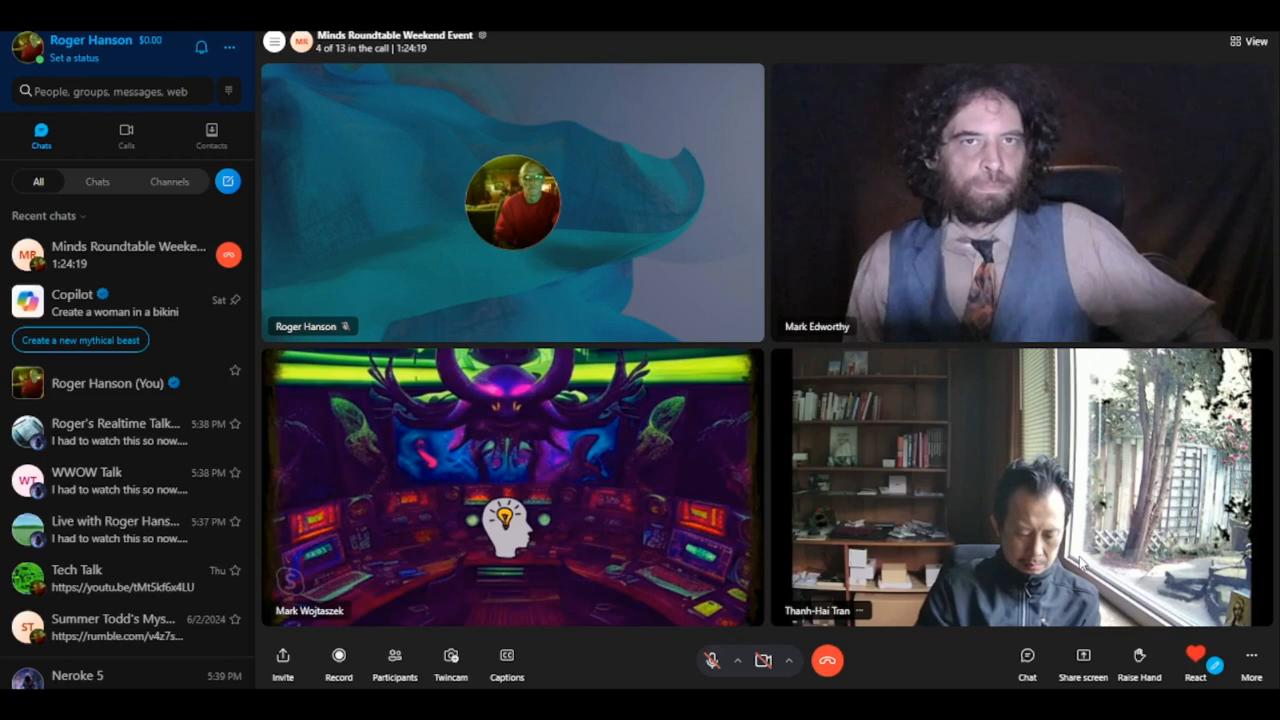 Roger Hanson $0.00
Set a status
People, groups, messages, web
Chats
Calls
Contacts
All
Chats
Channels
Recent chats
MR
Minds Roundtable Weeke...
1:24:19
Copilot
Sat
Create a woman in a bikini
Create a new mythical beast
Roger Hanson (You)
Roger's Realtime Talk...
5:38 PM
I had to watch this so now....
WT
WWOW Talk
5:38 PM
I had to watch this so now....
Live with Roger Hans...
5:37 PM
I had to watch this so now....
Tech Talk
Thu
https://youtu.be/tMtSkf6x4LU
ST
Summer Todd's Mys...
6/2/2024
https://rumble.com/v4z7s...
Neroke 5
5:39 PM
MR
Minds Roundtable Weekend Event
4 of 13 in the call | 1:24:19
View
Roger Hanson
Mark Edworthy
Mark Wojtaszek
Thanh-Hai Tran
Invite
Record
Participants
Twincam
Captions
Chat
Share screen
Raise Hand
React
More